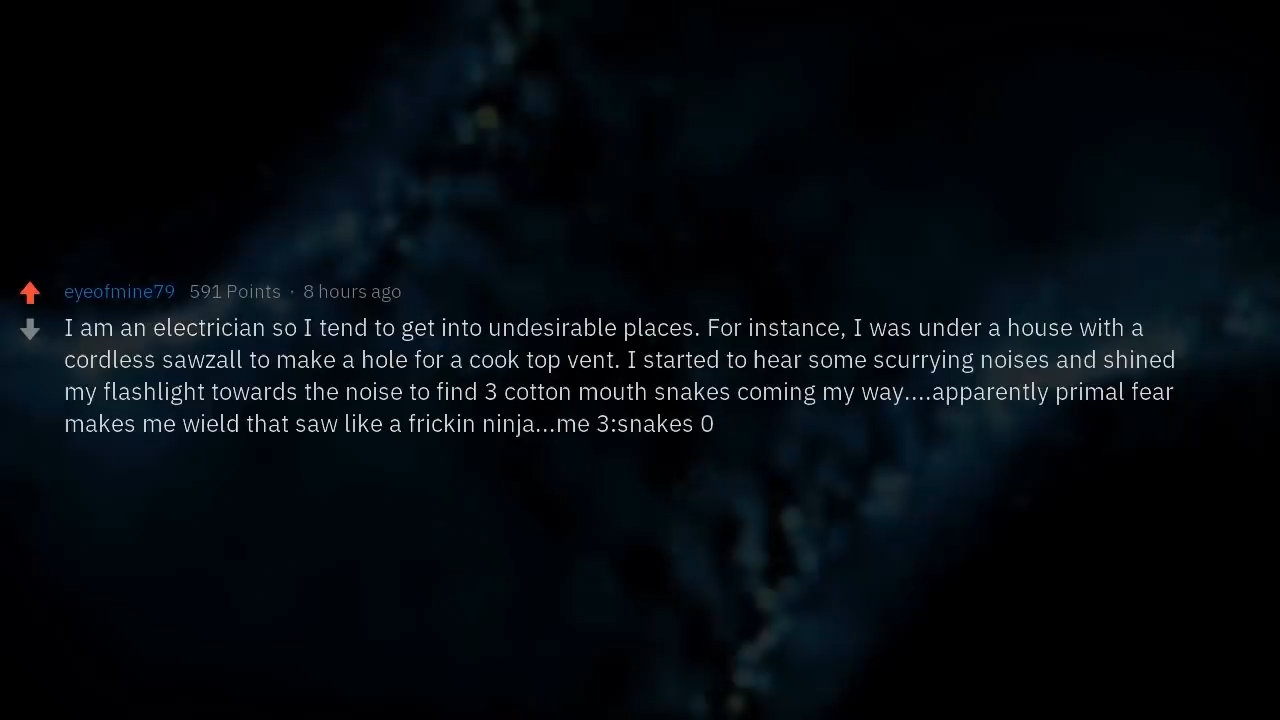 eyeofmine79 591 Points · 8 hours ago
I am an electrician so I tend to get into undesirable places. For instance, I was under a house with a
cordless sawzall to make a hole for a cook top vent. I started to hear some scurrying noises and shined
my flashlight towards the noise to find 3 cotton mouth snakes coming my way....apparently primal fear
makes me wield that saw like a frickin ninja...me 3:snakes 0